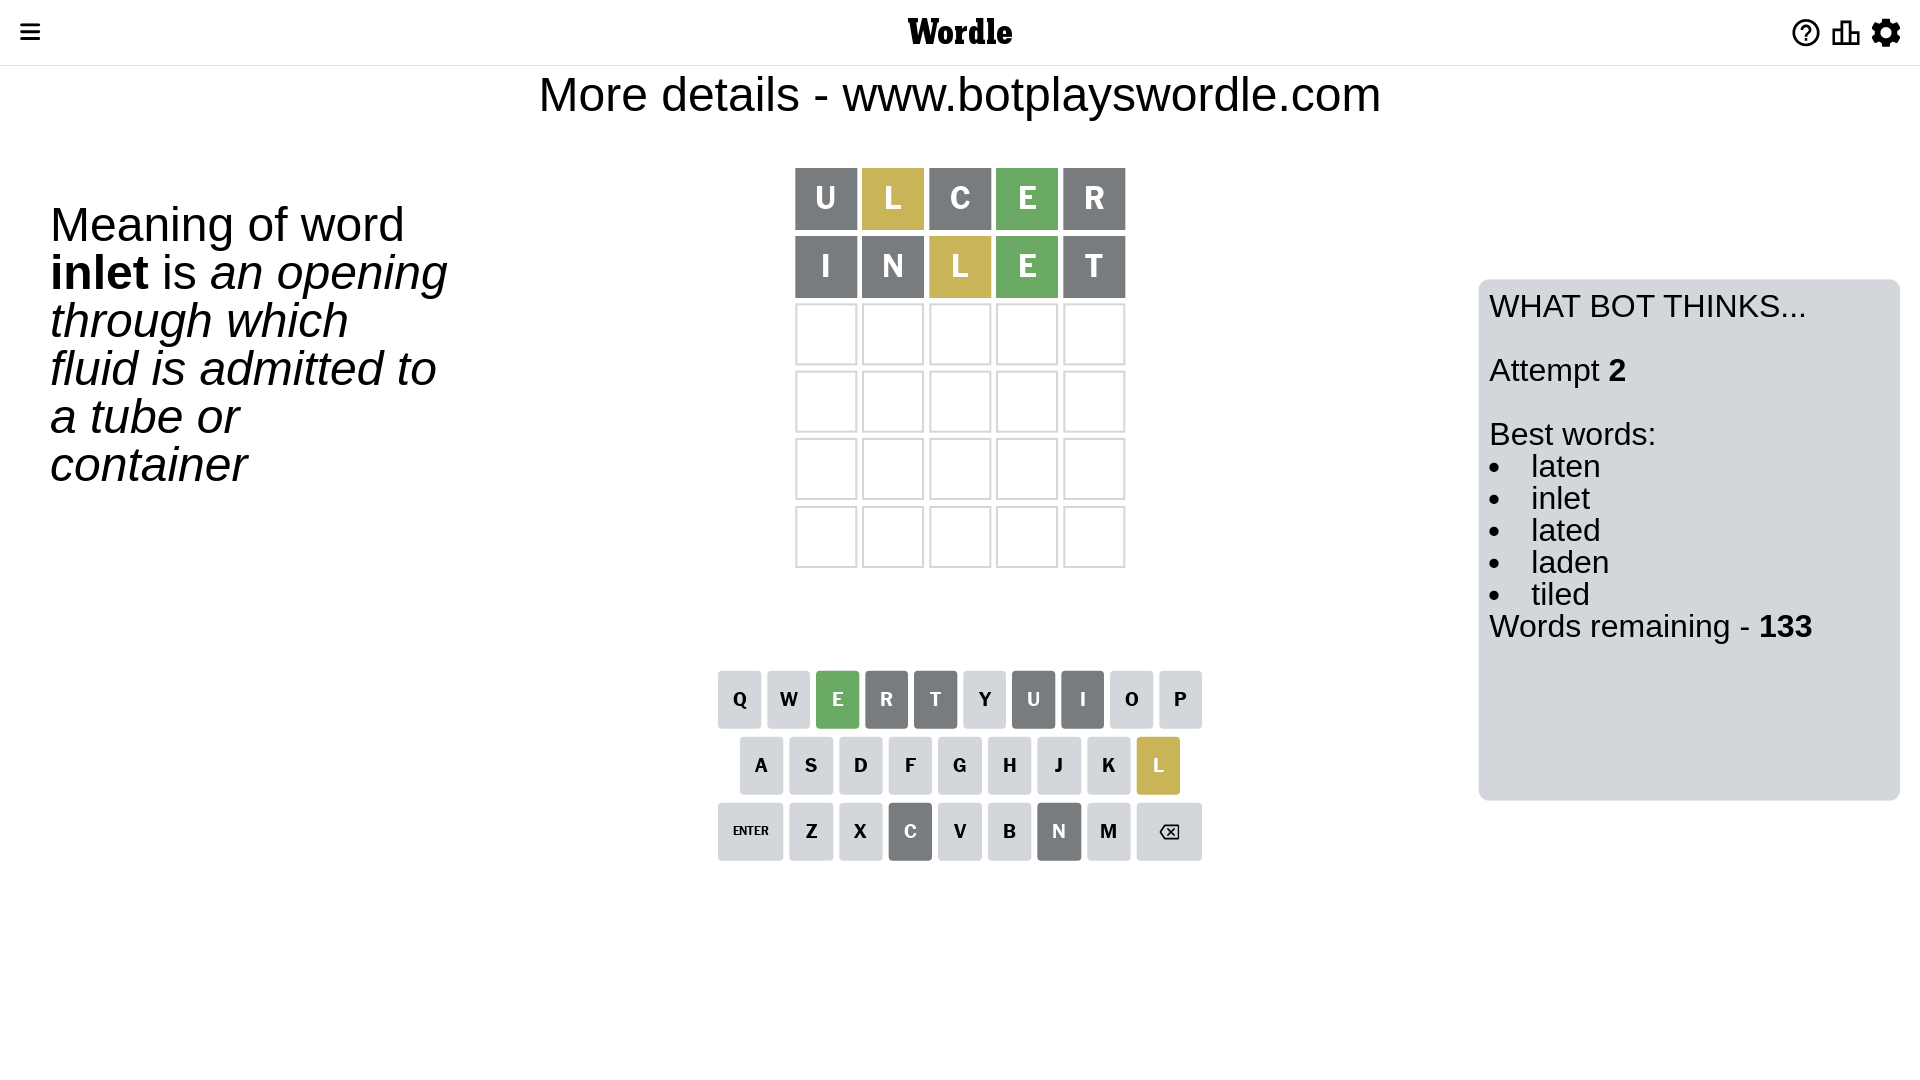 Wordle
More details - www.botplayswordle.com
Meaning of word
inlet is an opening
through which
fluid is admitted to
a tube or
container
U L C E R
I N L E T
WHAT BOT THINKS...
Attempt 2
Best words:
• laten
• inlet
• lated
• laden
• tiled
Words remaining - 133
Q W E R T Y U I O P
A S D F G H J K L
ENTER Z X C V B N M